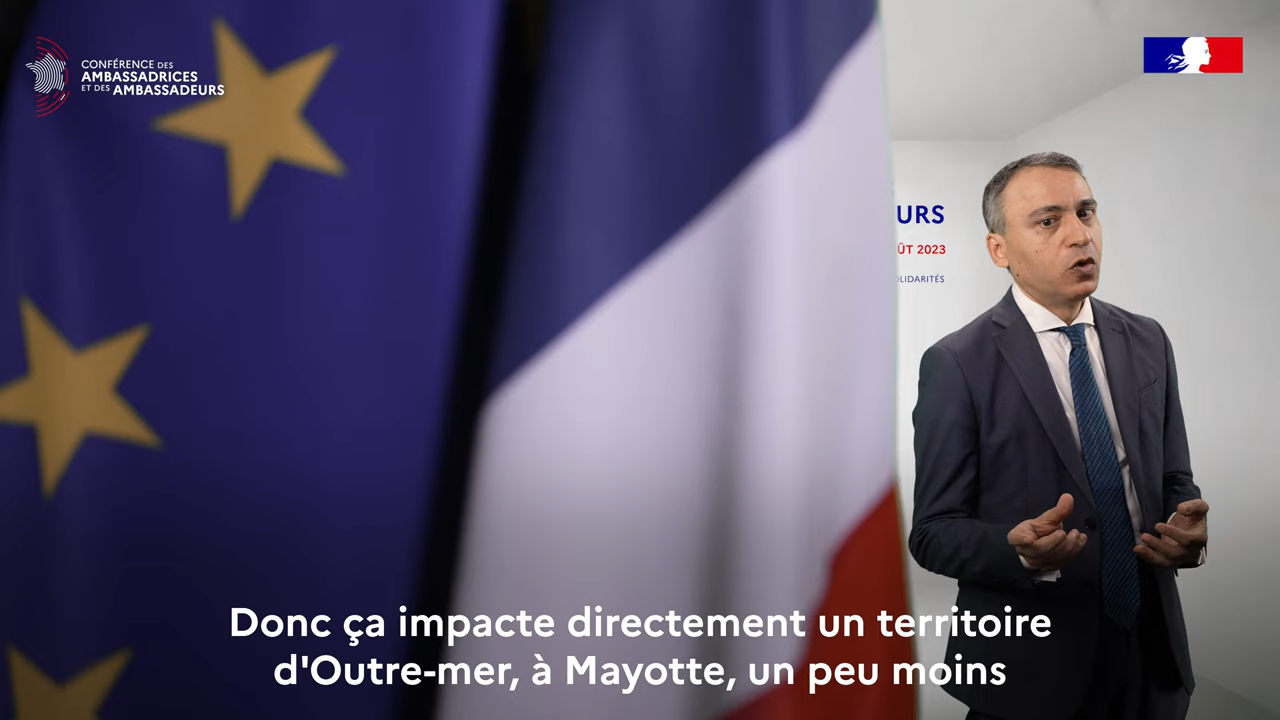 CONFÉRENCE DES
AMBASSADRICES
ET DES AMBASSADEURS
URS
ÛT 2023
OLIDARITÉS
Donc ça impacte directement un territoire
d'Outre-mer, à Mayotte, un peu moins